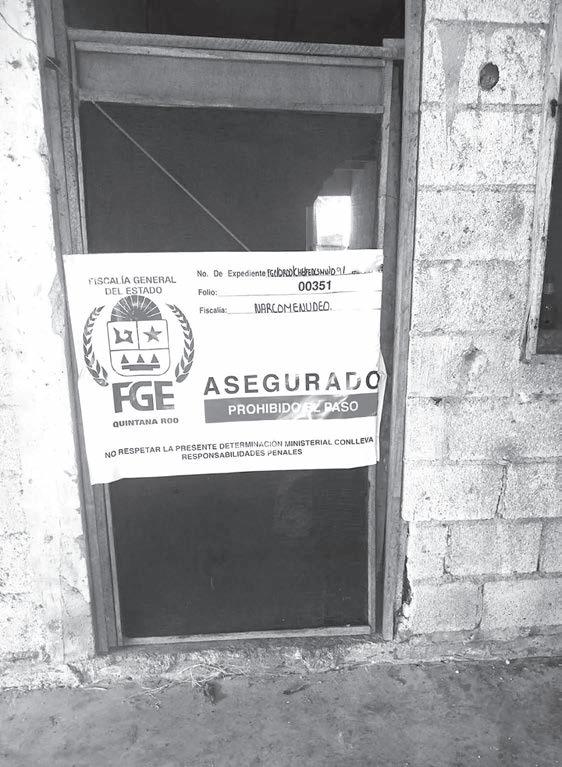 FISCALÍA GENERAL
DEL ESTADO
FGE
QUINTANA ROO
No. De Expediente
Folio: 00351
Fiscalía: NARCOMENUDEO
ASEGURADO
PROHIBIDO EL PASO
NO RESPETAR LA PRESENTE DETERMINACIÓN MINISTERIAL CONLLEVA
RESPONSABILIDADES PENALES